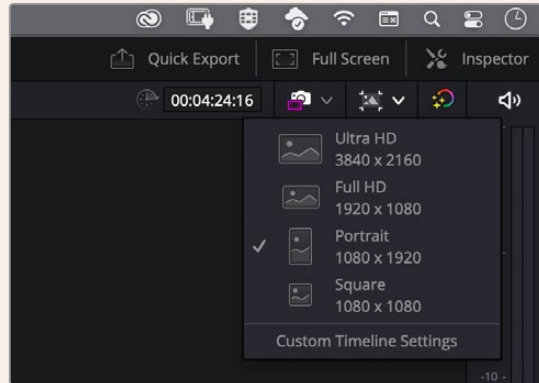 Quick Export Full Screen Inspector
00:04:24:16
Ultra HD
3840 x 2160
Full HD
1920 x 1080
Portrait
1080 x 1920
Square
1080 x 1080
Custom Timeline Settings
-10 -